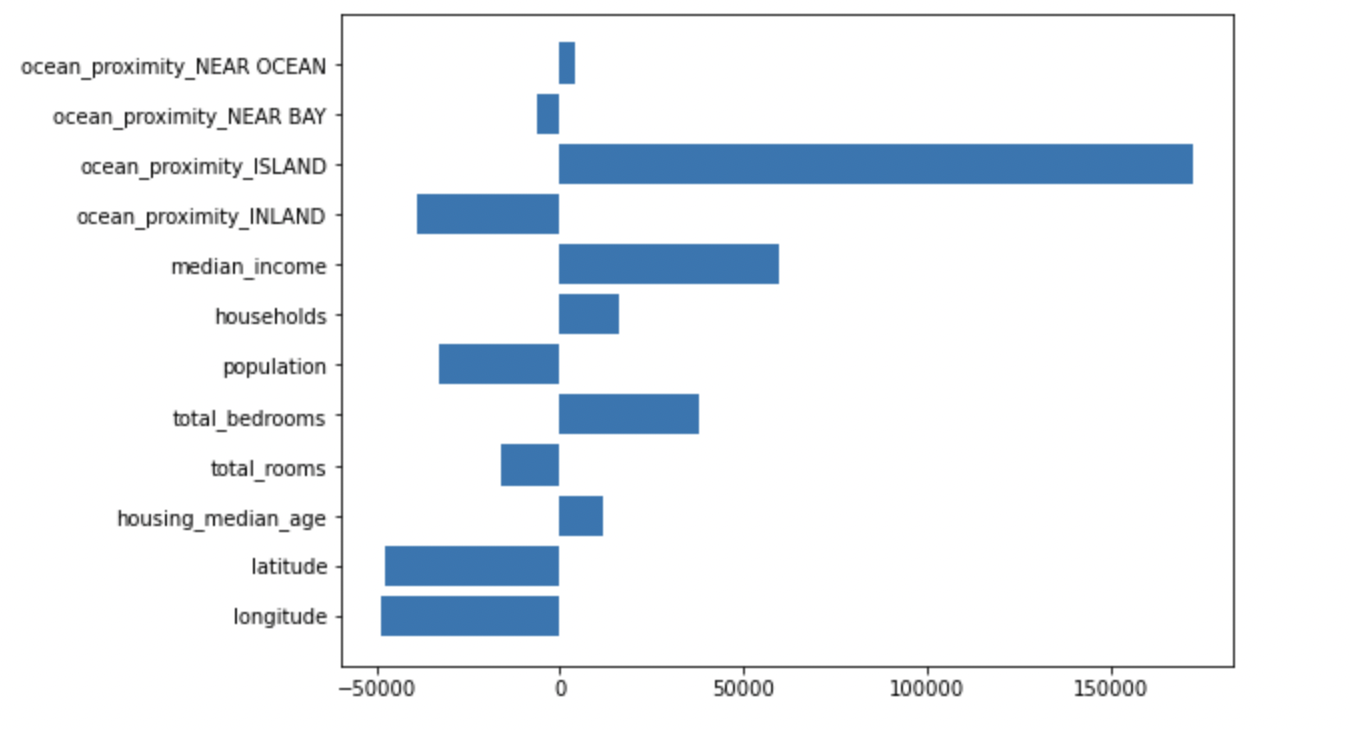 ocean_proximity_NEAR OCEAN
ocean_proximity_NEAR BAY
ocean_proximity_ISLAND
ocean_proximity_INLAND
median_income
households
population
total_bedrooms
total_rooms
housing_median_age
latitude
longitude
−50000 0 50000 100000 150000